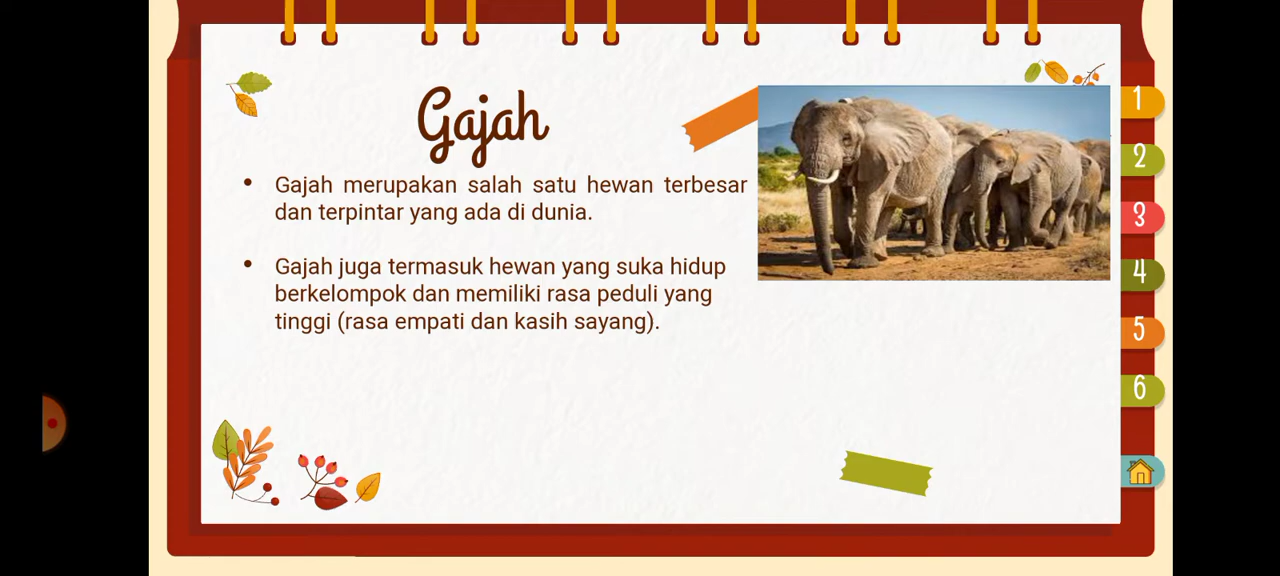 Gajah
• Gajah merupakan salah satu hewan terbesar
dan terpintar yang ada di dunia.
• Gajah juga termasuk hewan yang suka hidup
berkelompok dan memiliki rasa peduli yang
tinggi (rasa empati dan kasih sayang).
1
2
3
4
5
6